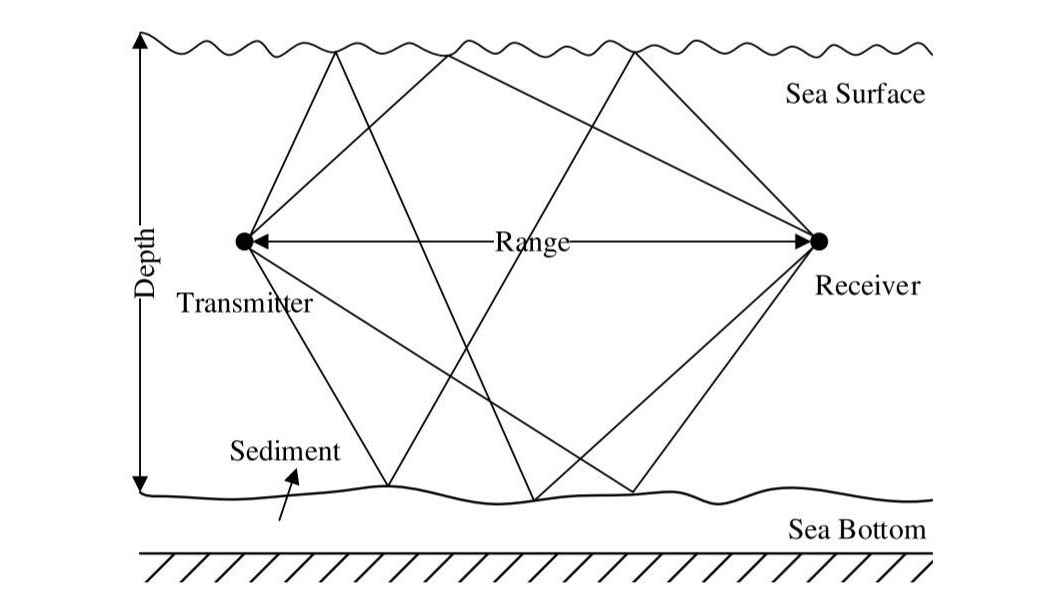 Sea Surface
Depth
Range
Transmitter
Receiver
Sediment
Sea Bottom